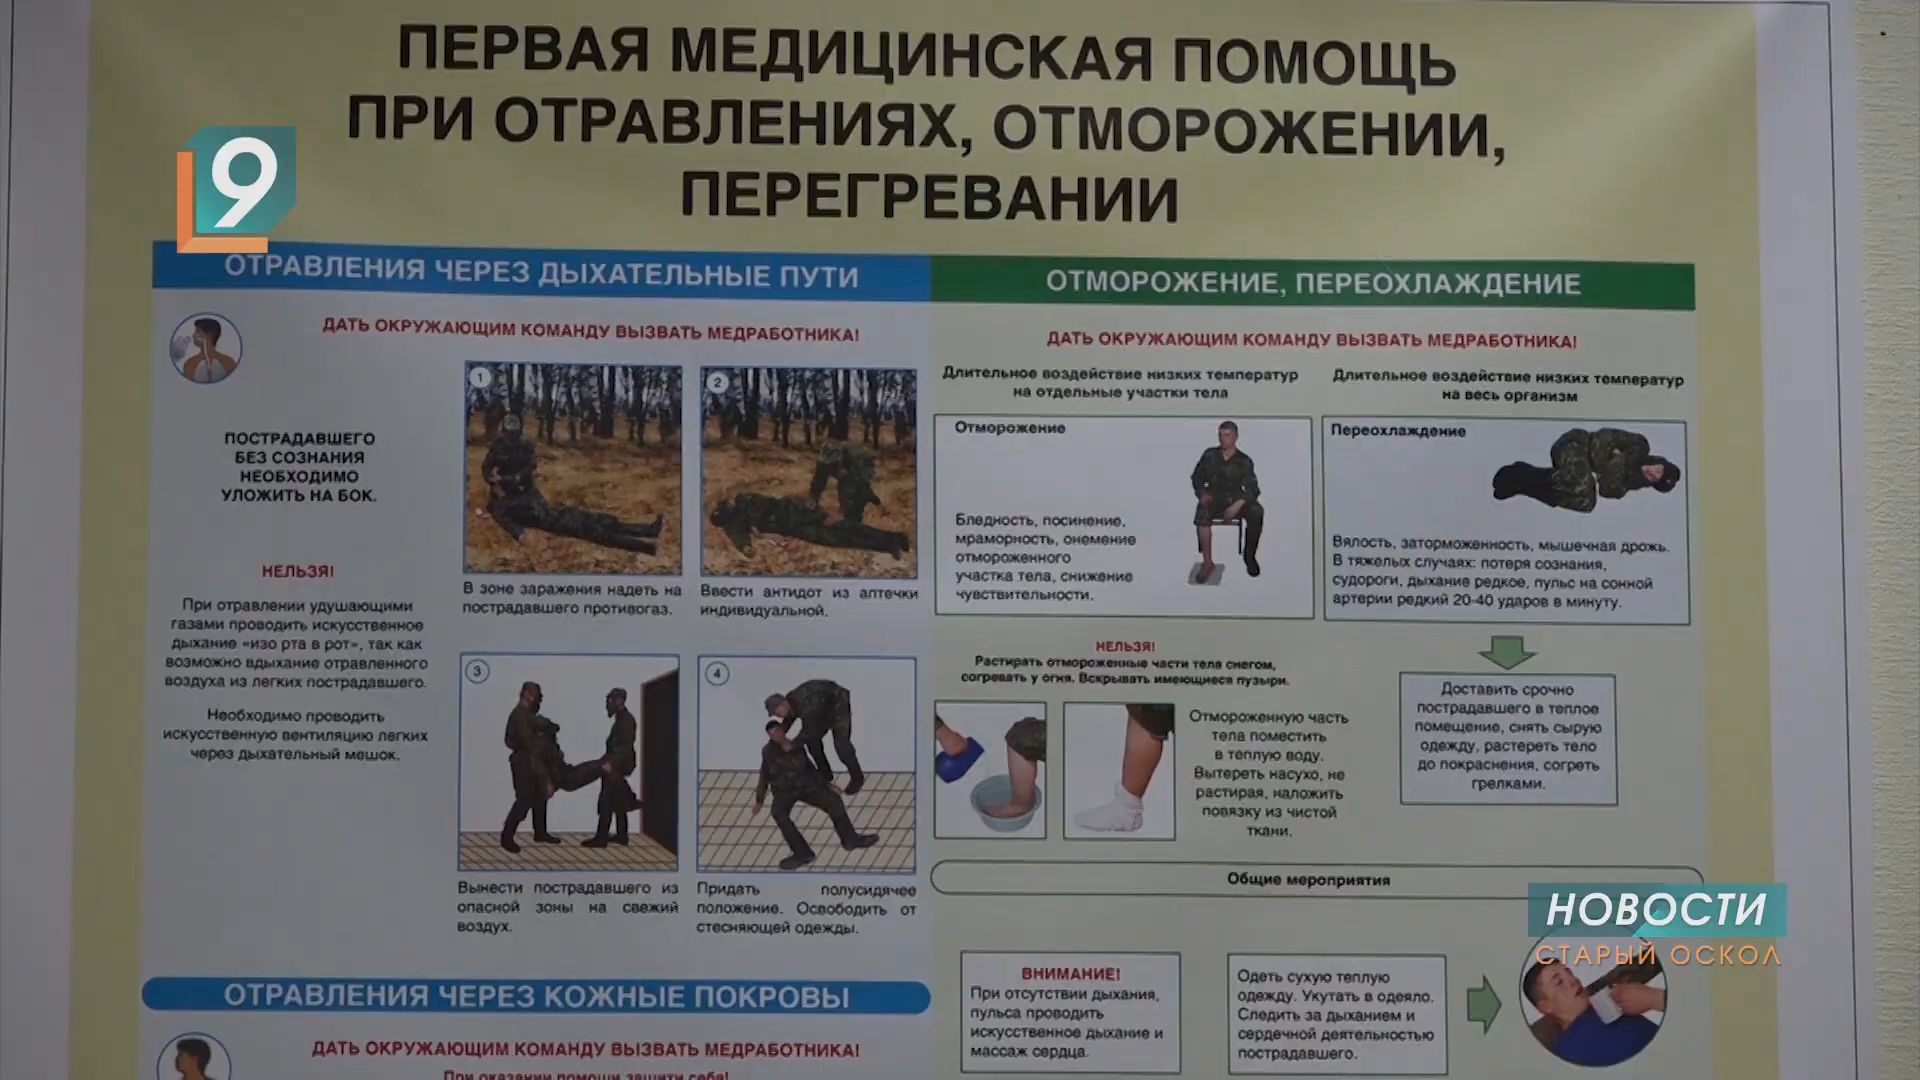 ПЕРВАЯ МЕДИЦИНСКАЯ ПОМОЩЬ
ПРИ ОТРАВЛЕНИЯХ, ОТМОРОЖЕНИИ,
ПЕРЕГРЕВАНИИ
9
ОТРАВЛЕНИЯ ЧЕРЕЗ ДЫХАТЕЛЬНЫЕ ПУТИ
ДАТЬ ОКРУЖАЮЩИМ КОМАНДУ ВЫЗВАТЬ МЕДРАБОТНИКА!
ПОСТРАДАВШЕГО
БЕЗ СОЗНАНИЯ
НЕОБХОДИМО
УЛОЖИТЬ НА БОК.
НЕЛЬЗЯ!
При отравлении удушающими
газами проводить искусственное
дыхание «изо рта в рот», так как
возможно вдыхание отравленного
воздуха из легких пострадавшего.
Необходимо проводить
искусственную вентиляцию легких
через дыхательный мешок.
1
В зоне заражения надеть на
пострадавшего противогаз.
2
Ввести антидот из аптечки
индивидуальной.
3
Вынести пострадавшего из
опасной зоны на свежий
воздух.
4
Придать полусидячее
положение. Освободить от
стесняющей одежды.
ОТРАВЛЕНИЯ ЧЕРЕЗ КОЖНЫЕ ПОКРОВЫ
ДАТЬ ОКРУЖАЮЩИМ КОМАНДУ ВЫЗВАТЬ МЕДРАБОТНИКА!
При оказании помощи защити себя!
ОТМОРОЖЕНИЕ, ПЕРЕОХЛАЖДЕНИЕ
ДАТЬ ОКРУЖАЮЩИМ КОМАНДУ ВЫЗВАТЬ МЕДРАБОТНИКА!
Длительное воздействие низких температур
на отдельные участки тела
Отморожение
Бледность, посинение,
мраморность, онемение
отмороженного
участка тела, снижение
чувствительности.
Длительное воздействие низких температур
на весь организм
Переохлаждение
Вялость, заторможенность, мышечная дрожь.
В тяжелых случаях: потеря сознания,
судороги, дыхание редкое, пульс на сонной
артерии редкий 20-40 ударов в минуту.
НЕЛЬЗЯ!
Растирать отмороженные части тела снегом,
согревать у огня. Вскрывать имеющиеся пузыри.
Отмороженную часть
тела поместить
в теплую воду.
Вытереть насухо, не
растирая, наложить
повязку из чистой
ткани.
Доставить срочно
пострадавшего в теплое
помещение, снять сырую
одежду, растереть тело
до покраснения, согреть
грелками.
Общие мероприятия
ВНИМАНИЕ!
При отсутствии дыхания,
пульса проводить
искусственное дыхание и
массаж сердца.
Одеть сухую теплую
одежду. Укутать в одеяло.
Следить за дыханием и
сердечной деятельностью
пострадавшего.
НОВОСТИ
СТАРЫЙ ОСКОЛ